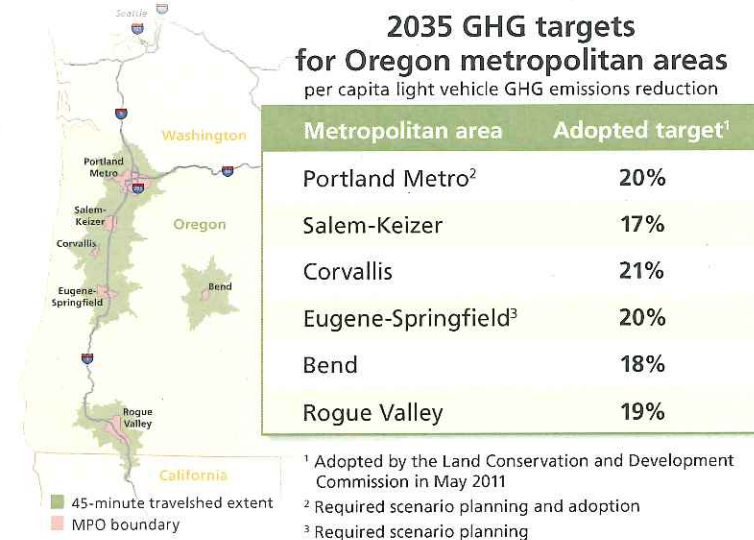 2035 GHG targets
for Oregon metropolitan areas
per capita light vehicle GHG emissions reduction
Metropolitan area Adopted target¹
Portland Metro² 20%
Salem-Keizer 17%
Corvallis 21%
Eugene-Springfield³ 20%
Bend 18%
Rogue Valley 19%
¹ Adopted by the Land Conservation and Development
Commission in May 2011
² Required scenario planning and adoption
³ Required scenario planning
Seattle
Washington
Portland
Metro
Salem-
Keizer
Oregon
Corvallis
Eugene-
Springfield
Bend
Rogue
Valley
California
45-minute travelshed extent
MPO boundary